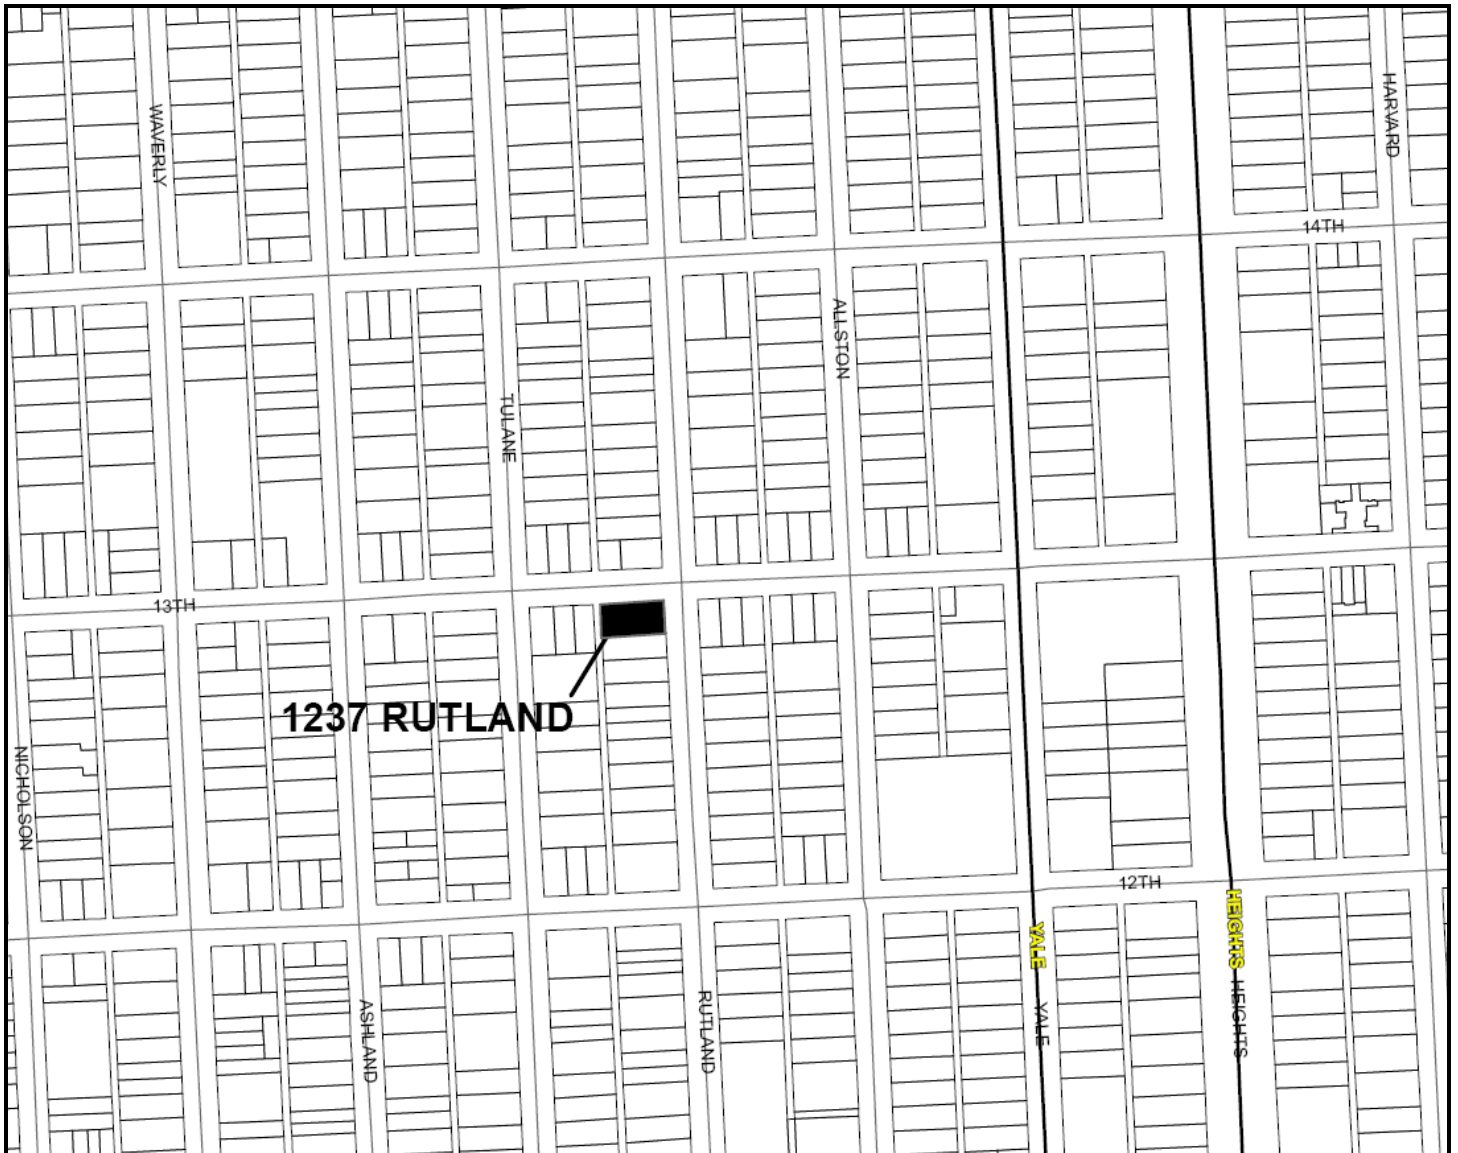 HARVARD
WAVERLY
14TH
ALLSTON
TULANE
13TH
1237 RUTLAND
NICHOLSON
12TH
HEIGHTS
YALE
HEIGHTS
RUTLAND
ASHLAND
YALE